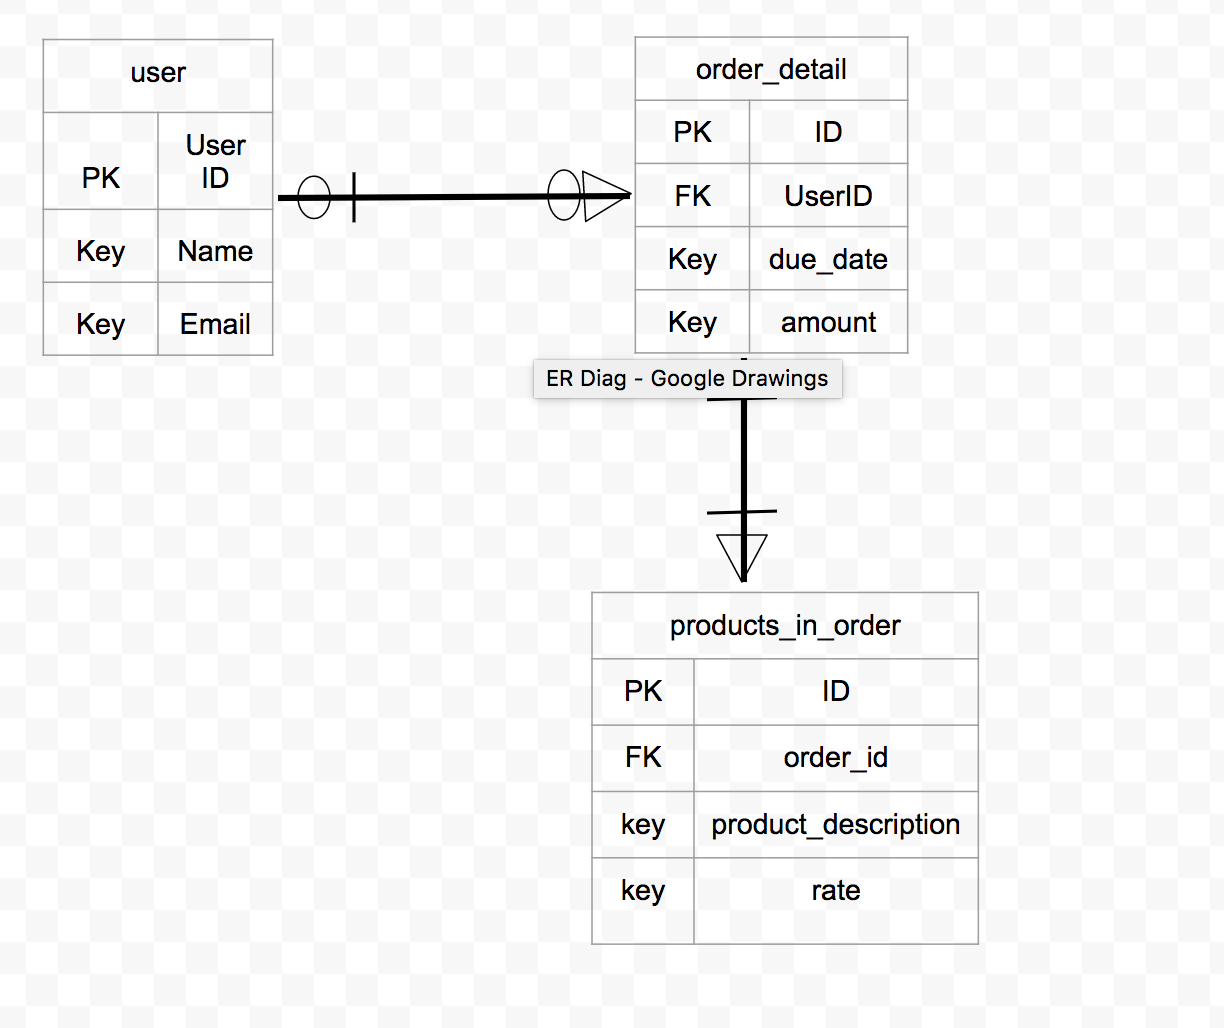 user
PK User
ID
Key Name
Key Email
order_detail
PK ID
FK UserID
Key due_date
Key amount
ER Diag - Google Drawings
products_in_order
PK ID
FK order_id
key product_description
key rate